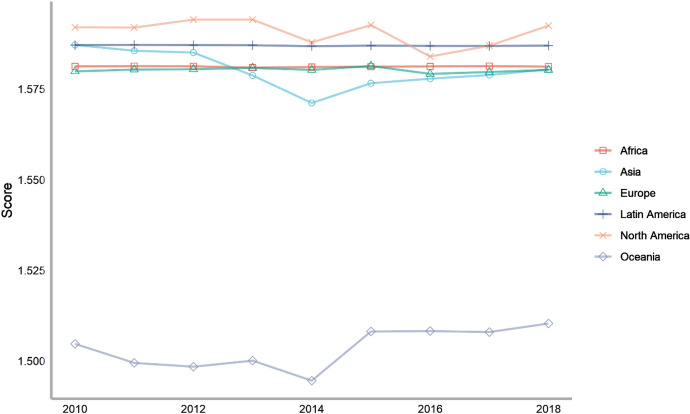 Score
1.575
1.550
1.525
1.500
2010 2012 2014 2016 2018
Africa
Asia
Europe
Latin America
North America
Oceania